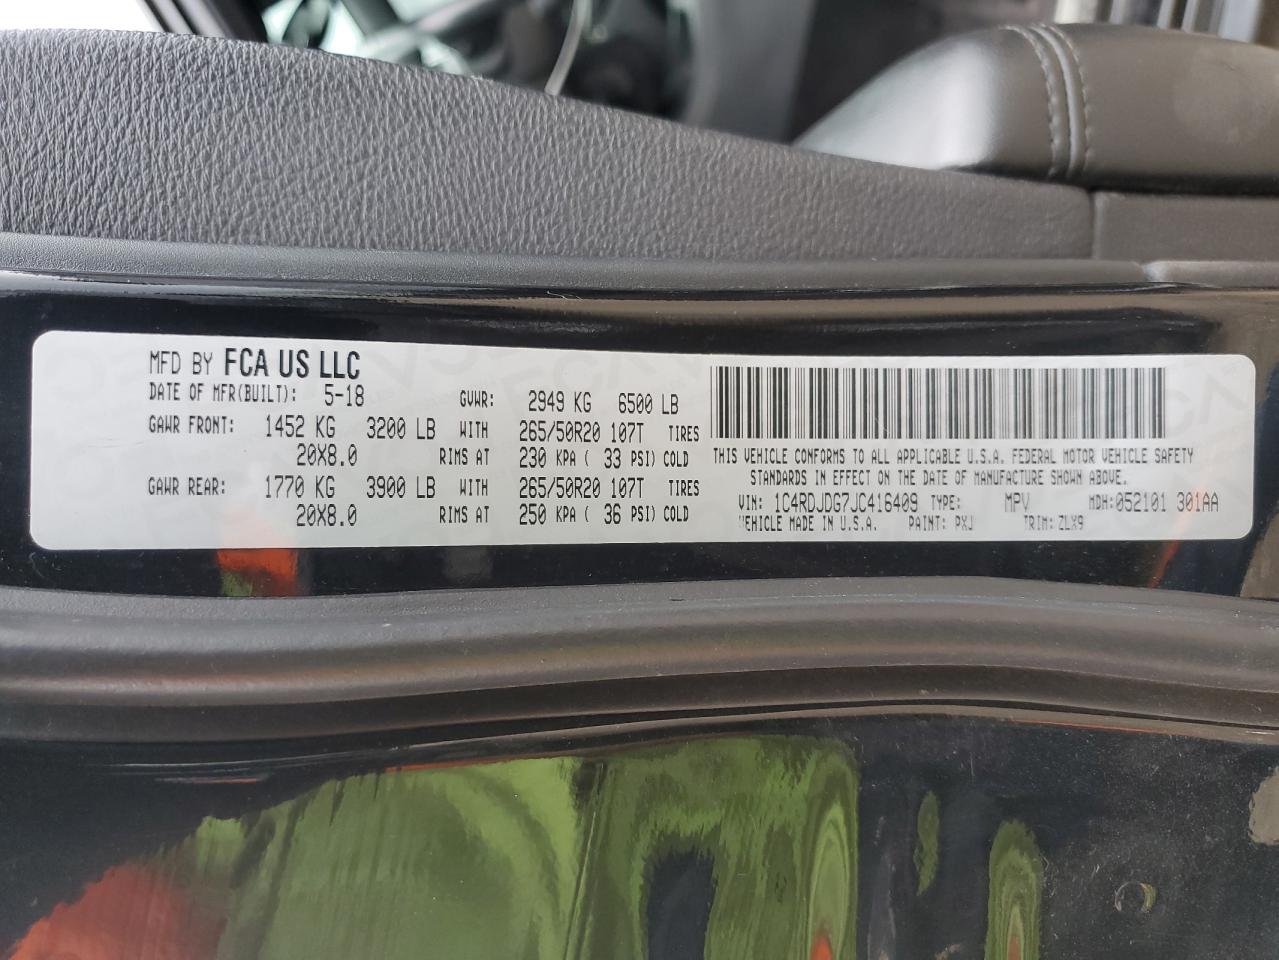 MFD BY FCA US LLC
DATE OF MFR(BUILT): 5-18 GVWR: 2949 KG 6500 LB
GAWR FRONT: 1452 KG 3200 LB WITH 265/50R20 107T TIRES
20X8.0 RIMS AT 230 KPA ( 33 PSI) COLD
GAWR REAR: 1770 KG 3900 LB WITH 265/50R20 107T TIRES
20X8.0 RIMS AT 250 KPA ( 36 PSI) COLD
THIS VEHICLE CONFORMS TO ALL APPLICABLE U.S.A. FEDERAL MOTOR VEHICLE SAFETY
STANDARDS IN EFFECT ON THE DATE OF MANUFACTURE SHOWN ABOVE.
VIN: 1C4RDJDG7JC416409 TYPE: MPV MDH:052101 301AA
VEHICLE MADE IN U.S.A. PAINT: PXJ TRIM: ZLX9